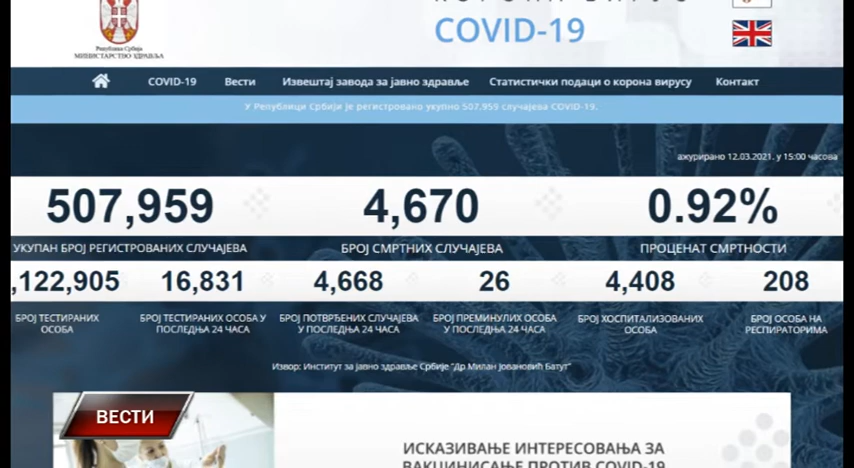 COVID-19
Република Србија
МИНИСТАРСТВО ЗДРАВЉА
COVID-19 Вести Извештај завода за јавно здравље Статистички подаци о корона вирусу Контакт
У Републици Србији је регистровано укупно 507,959 случајева COVID-19.
ажурирано 12.03.2021. у 15:00 часова
507,959 4,670 0.92%
УКУПАН БРОЈ РЕГИСТРОВАНИХ СЛУЧАЈЕВА БРОЈ СМРТНИХ СЛУЧАЈЕВА ПРОЦЕНАТ СМРТНОСТИ
,122,905 16,831 4,668 26 4,408 208
БРОЈ ТЕСТИРАНИХ БРОЈ ТЕСТИРАНИХ ОСОБА У БРОЈ ПОТВРЂЕНИХ СЛУЧАЈЕВА БРОЈ ПРЕМИНУЛИХ ОСОБА БРОЈ ХОСПИТАЛИЗОВАНИХ БРОЈ ОСОБА НА
ОСОБА ПОСЛЕДЊА 24 ЧАСА У ПОСЛЕДЊА 24 ЧАСА У ПОСЛЕДЊА 24 ЧАСА ОСОБА РЕСПИРАТОРИМА
Извор: Институт за јавно здравље Србије "Др Милан Јовановић Батут"
ВЕСТИ
ИСКАЗИВАЊЕ ИНТЕРЕСОВАЊА ЗА
ВАКЦИНИСАЊЕ ПРОТИВ COVID-19